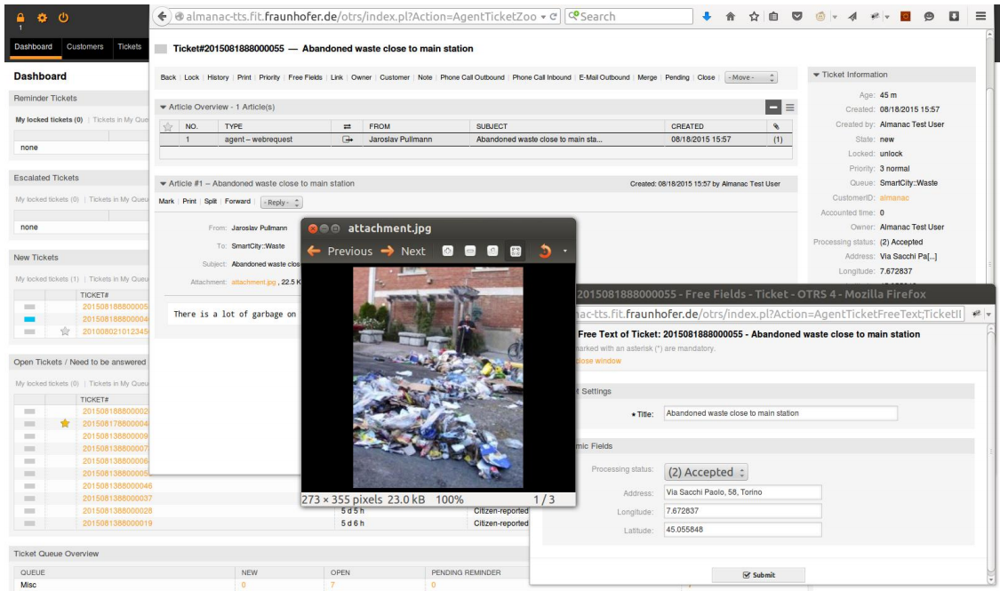 1
almanac-tts.fit.fraunhofer.de/otrs/index.pl?Action=AgentTicketZoo
Search
Dashboard Customers Tickets
Ticket#2015081888000055 — Abandoned waste close to main station
Back Lock History Print Priority Free Fields Link Owner Customer Note Phone Call Outbound Phone Call Inbound E-Mail Outbound Merge Pending Close - Move -
Article Overview - 1 Article(s)
NO. TYPE FROM SUBJECT CREATED
1 agent – webrequest Jaroslav Pullmann Abandoned waste close to main sta... 08/18/2015 15:57 (1)
Article #1 – Abandoned waste close to main station Created: 08/18/2015 15:57 by Almanac Test User
Mark Print Split Forward - Reply -
From: Jaroslav Pullmann
To: SmartCity::Waste
Subject: Abandoned waste clos
Attachment: attachment.jpg , 22.5 K
There is a lot of garbage on
Ticket Information
Age: 45 m
Created: 08/18/2015 15:57
Created by: Almanac Test User
State: new
Locked: unlock
Priority: 3 normal
Queue: SmartCity::Waste
CustomerID: almanac
Accounted time: 0
Owner: Almanac Test User
Processing status: (2) Accepted
Address: Via Sacchi Pa[...]
Longitude: 7.672837
Dashboard
Reminder Tickets
My locked tickets (0) | Tickets in My Que
none
Escalated Tickets
My locked tickets (0) | Tickets in My Queu
none
New Tickets
My locked tickets (1) | Tickets in My Queu
TICKET#
201508188800005
201508188800004
201008021012345
Open Tickets / Need to be answered
My locked tickets (0) | Tickets in My Queu
TICKET#
201508188800002
201508178800004
201508138800009
201508138800007
201508138800006
201508138800005
2015081388000046
2015081388000037
2015081388000028 5 d 5 h Citizen-reported
2015081388000019 5 d 6 h Citizen-reported
Ticket Queue Overview
QUEUE NEW OPEN PENDING REMINDER
Misc 0 7 0
attachment.jpg
Previous Next
273 × 355 pixels 23.0 kB 100% 1 / 3
2015081888000055 - Free Fields - Ticket - OTRS 4 - Mozilla Firefox
nac-tts.fit.fraunhofer.de/otrs/index.pl?Action=AgentTicketFreeText;TicketI
Free Text of Ticket: 2015081888000055 - Abandoned waste close to main station
marked with an asterisk (*) are mandatory.
close window
Settings
★ Title: Abandoned waste close to main station
mic Fields
Processing status: (2) Accepted
Address: Via Sacchi Paolo, 58, Torino
Longitude: 7.672837
Latitude: 45.055848
Submit